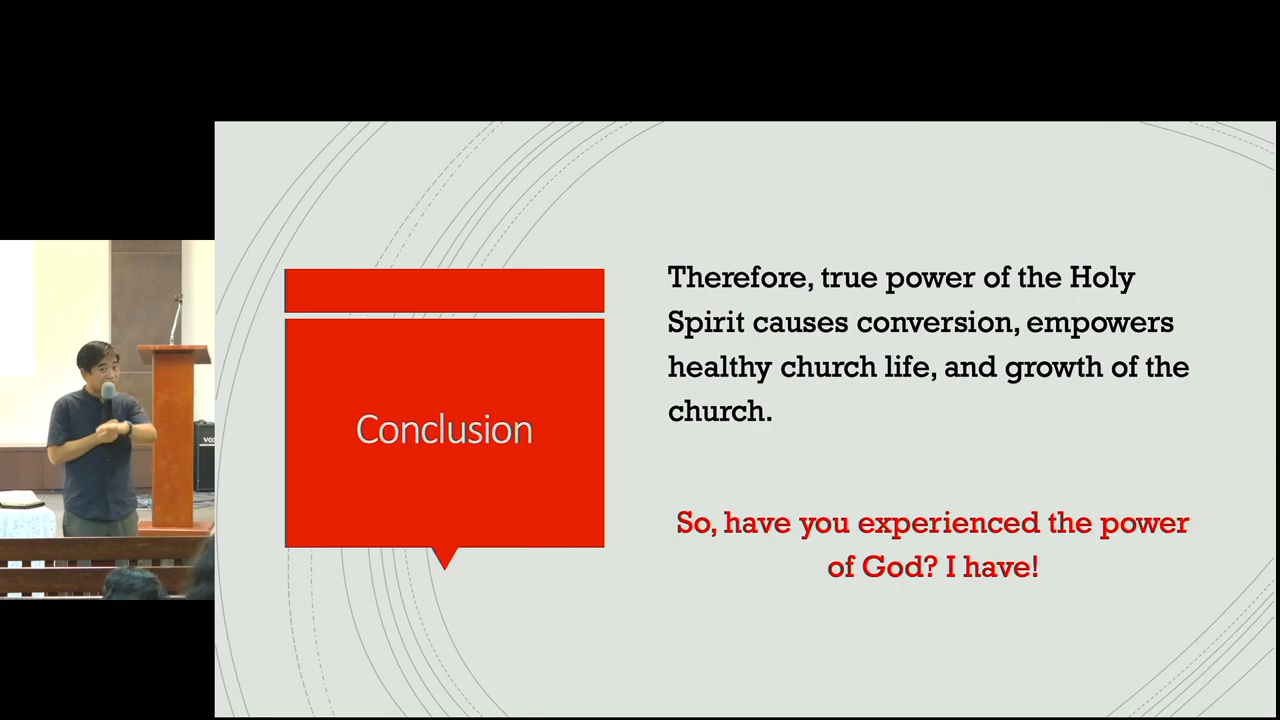 Conclusion
Therefore, true power of the Holy
Spirit causes conversion, empowers
healthy church life, and growth of the
church.
So, have you experienced the power
of God? I have!